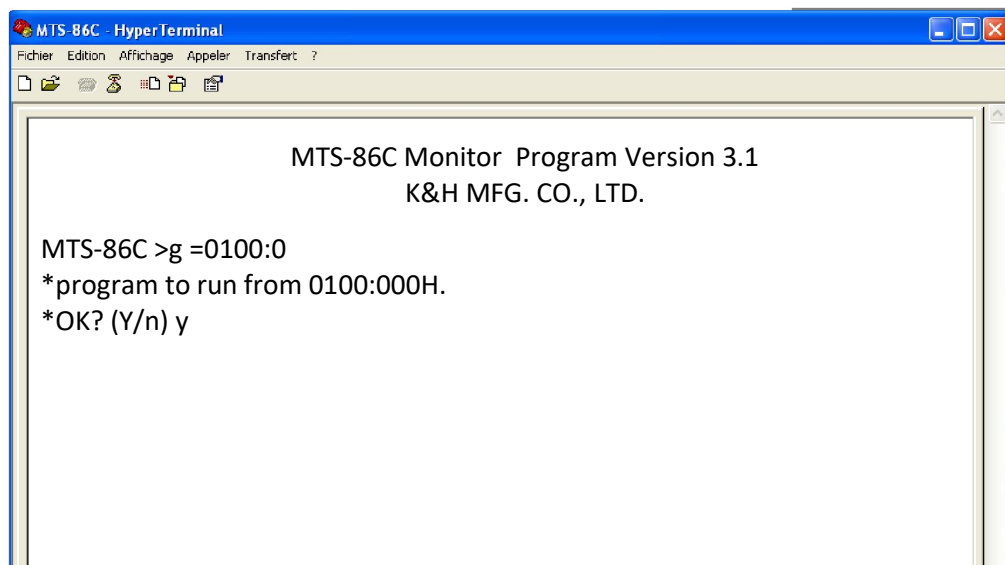 MTS-86C - HyperTerminal
Fichier Edition Affichage Appeler Transfert ?
MTS-86C Monitor Program Version 3.1
K&H MFG. CO., LTD.
MTS-86C >g =0100:0
*program to run from 0100:000H.
*OK? (Y/n) y